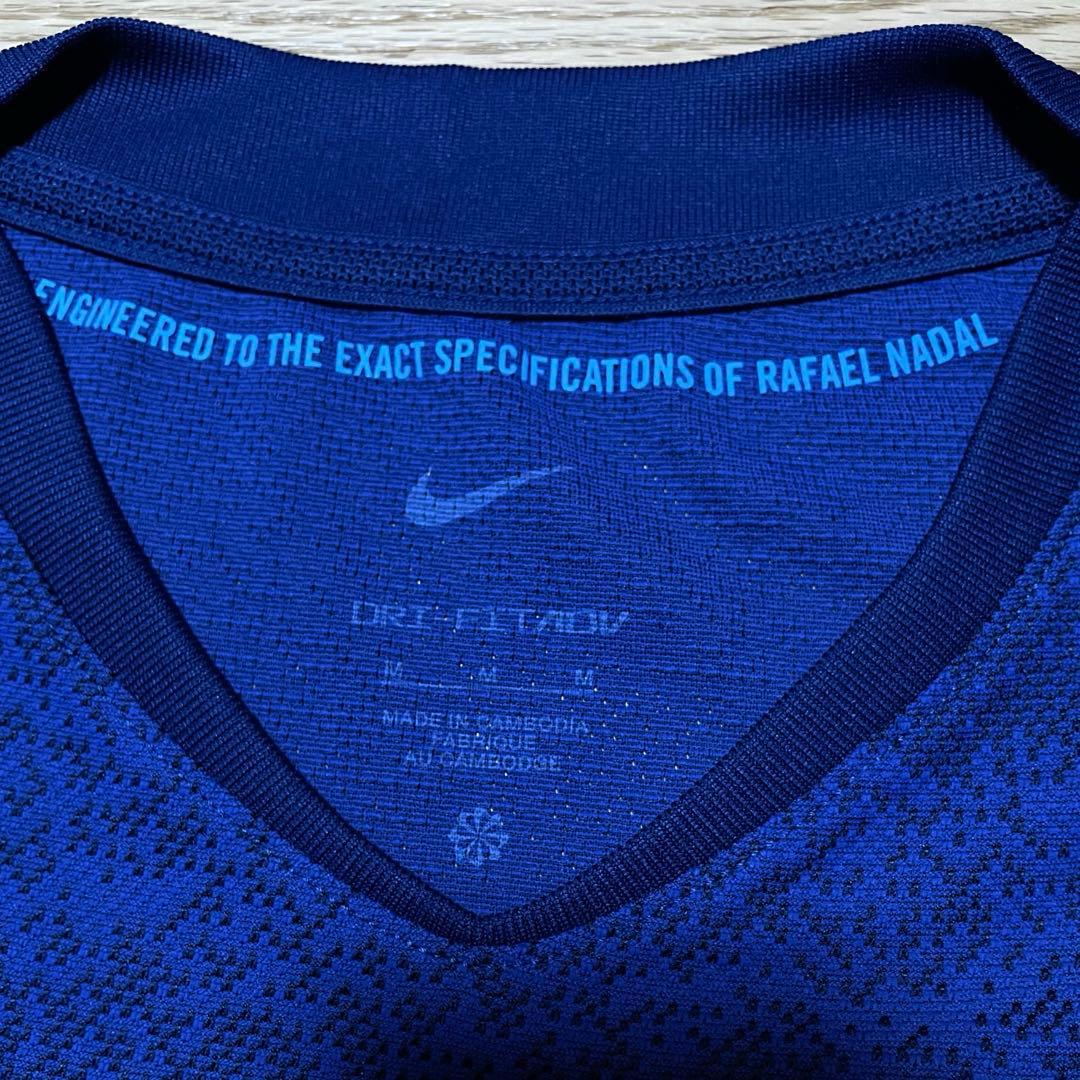 ENGINEERED TO THE EXACT SPECIFICATIONS OF RAFAEL NADAL
DRI-FIT ADV
M M M
MADE IN CAMBODIA
FABRIQUE
AU CAMBODGE